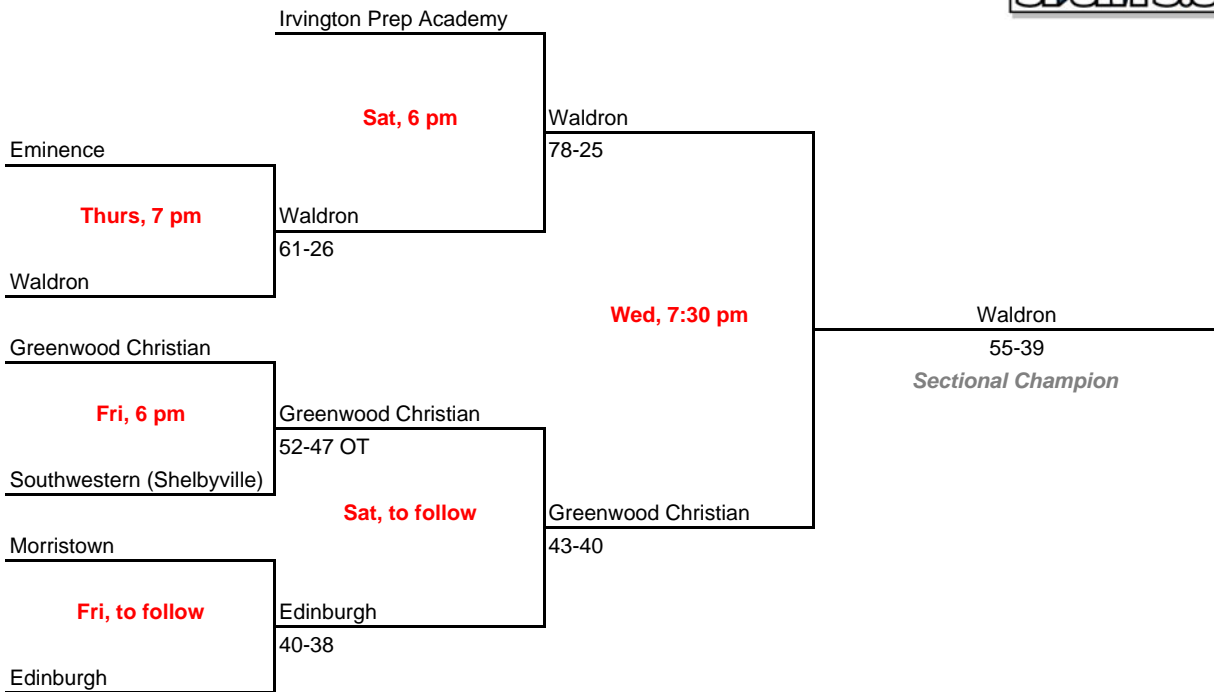 Irvington Prep Academy
Sat, 6 pm
Waldron
Eminence
78-25
Thurs, 7 pm
Waldron
61-26
Waldron
Wed, 7:30 pm
Waldron
Greenwood Christian
55-39
Sectional Champion
Fri, 6 pm
Greenwood Christian
52-47 OT
Southwestern (Shelbyville)
Sat, to follow
Greenwood Christian
Morristown
43-40
Fri, to follow
Edinburgh
40-38
Edinburgh